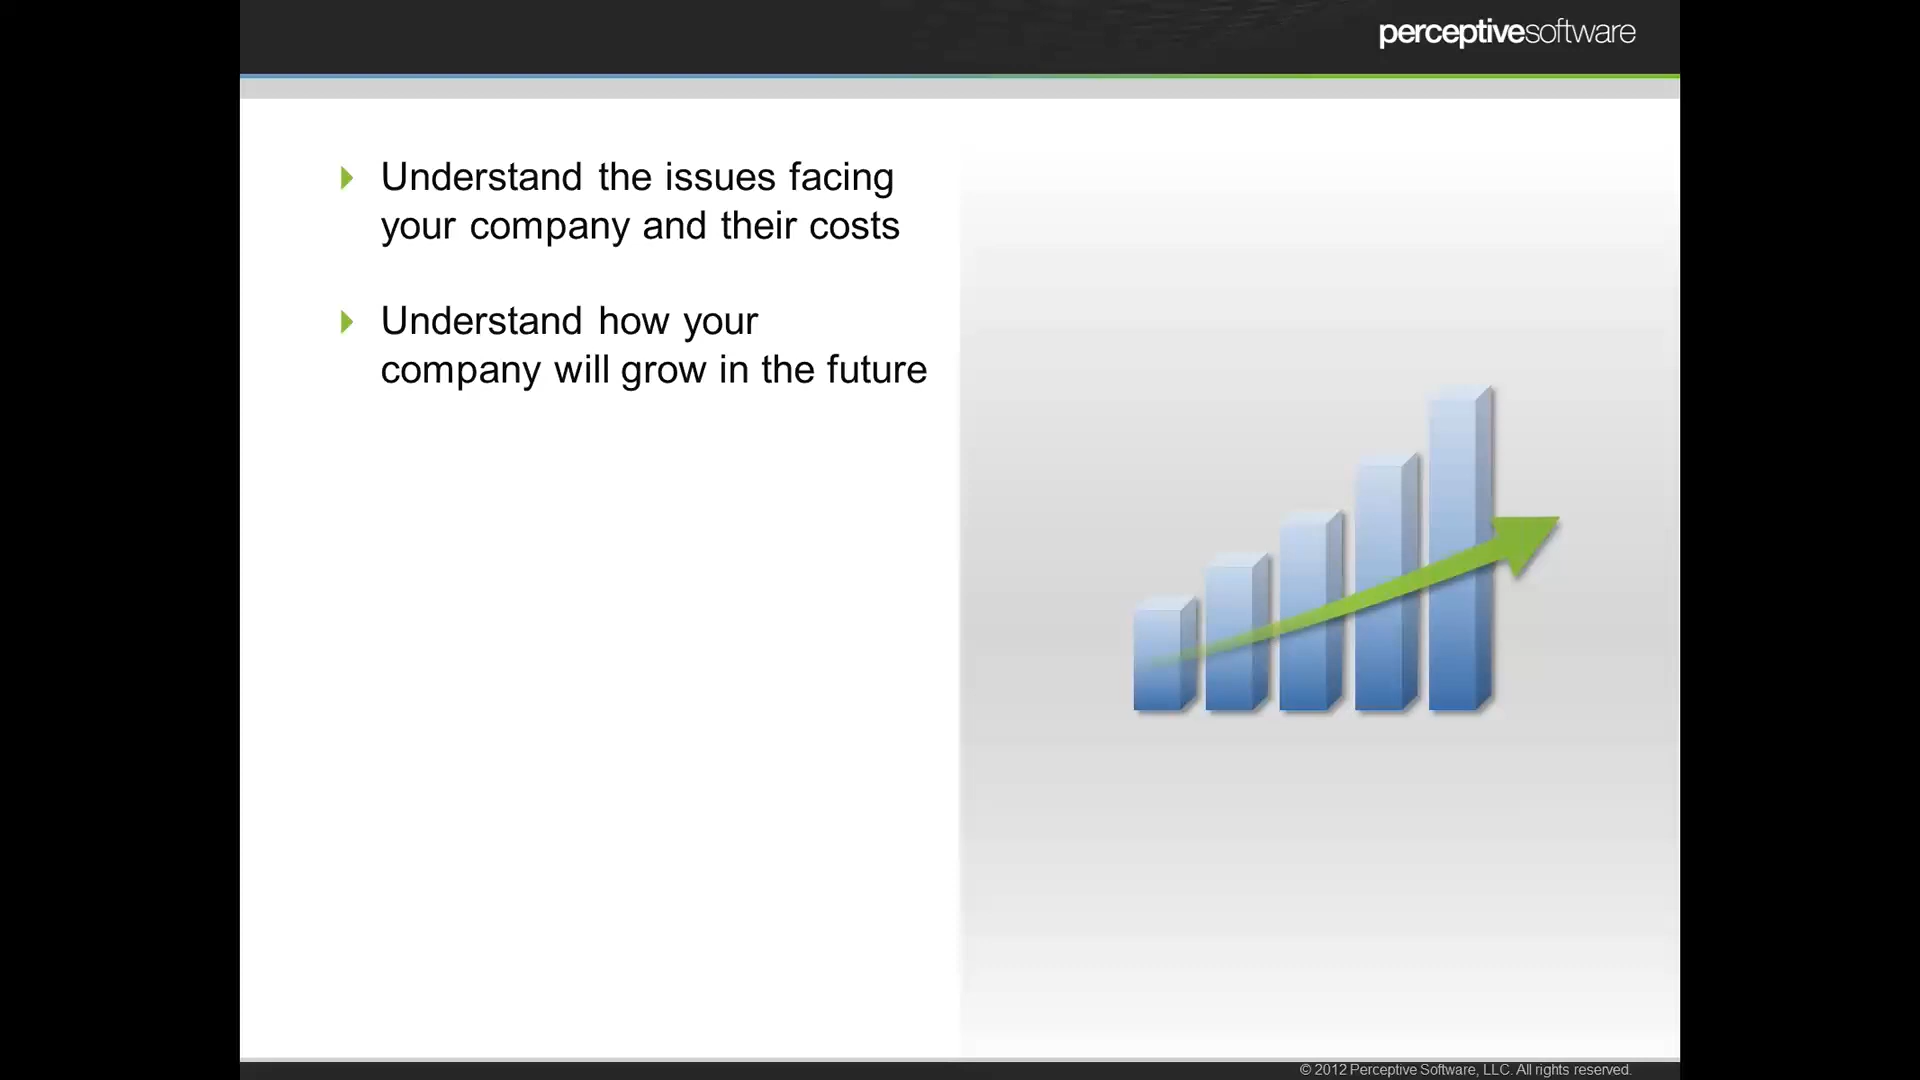 perceptivesoftware
Understand the issues facing
your company and their costs
Understand how your
company will grow in the future
© 2012 Perceptive Software, LLC. All rights reserved.